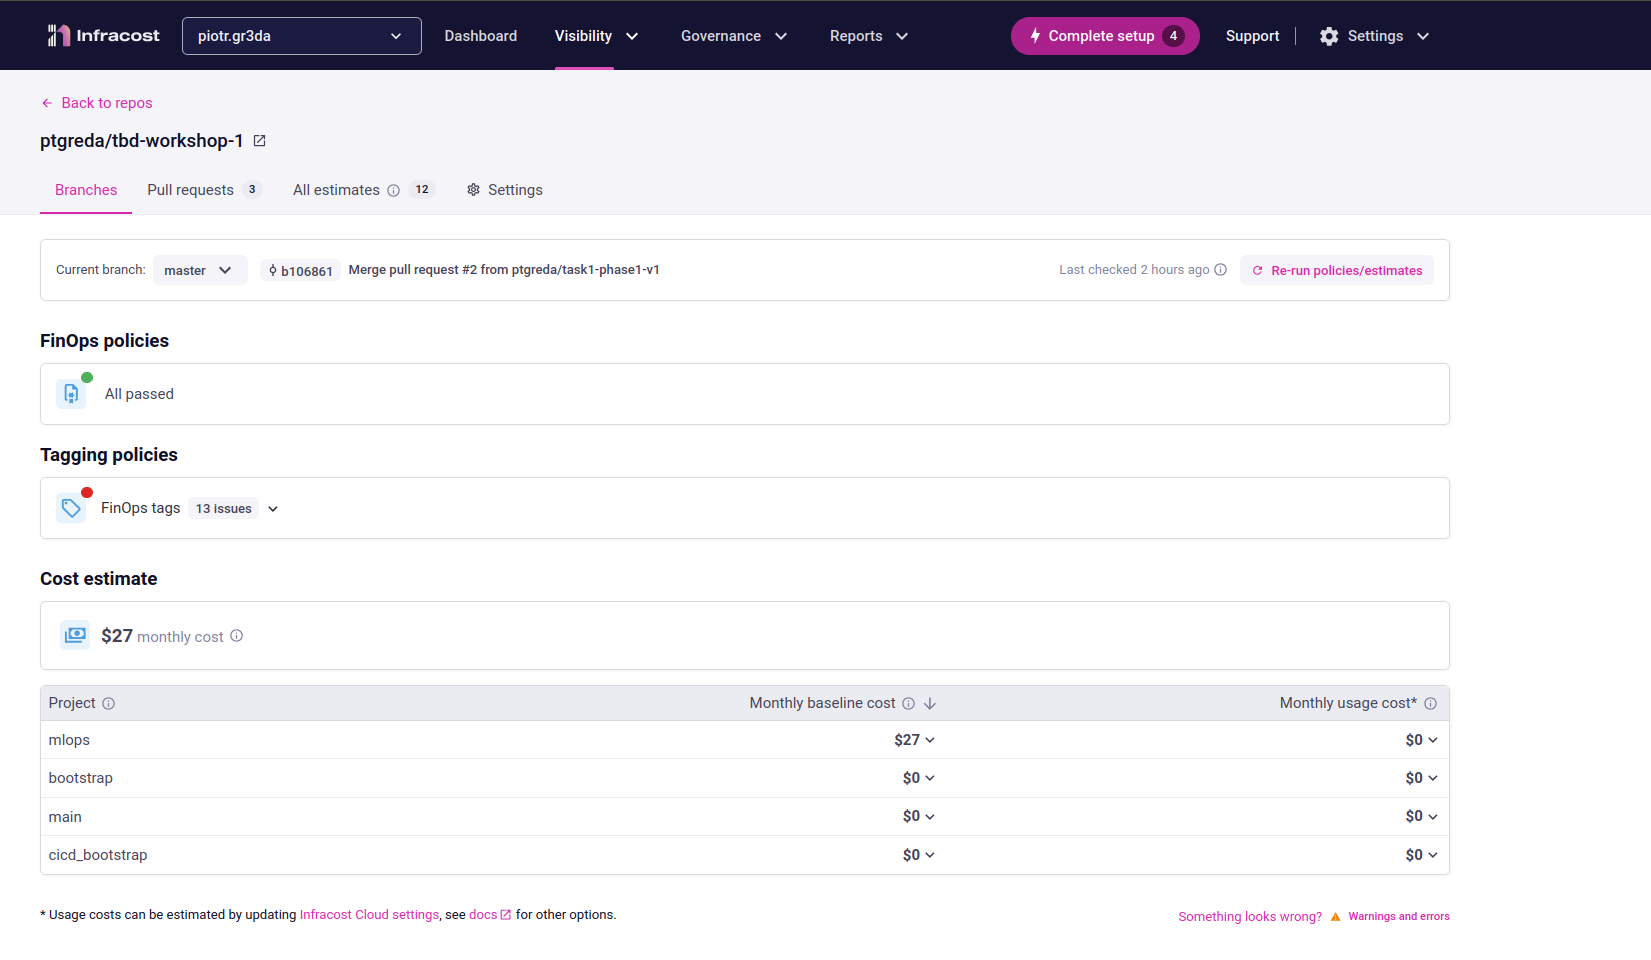 Infracost piotr.gr3da Dashboard Visibility Governance Reports Complete setup 4 Support Settings
Back to repos
ptgreda/tbd-workshop-1
Branches Pull requests 3 All estimates 12 Settings
Current branch: master b106861 Merge pull request #2 from ptgreda/task1-phase1-v1 Last checked 2 hours ago Re-run policies/estimates
FinOps policies
All passed
Tagging policies
FinOps tags 13 issues
Cost estimate
$27 monthly cost
Project Monthly baseline cost Monthly usage cost*
mlops $27 $0
bootstrap $0 $0
main $0 $0
cicd_bootstrap $0 $0
* Usage costs can be estimated by updating Infracost Cloud settings, see docs for other options.
Something looks wrong? Warnings and errors